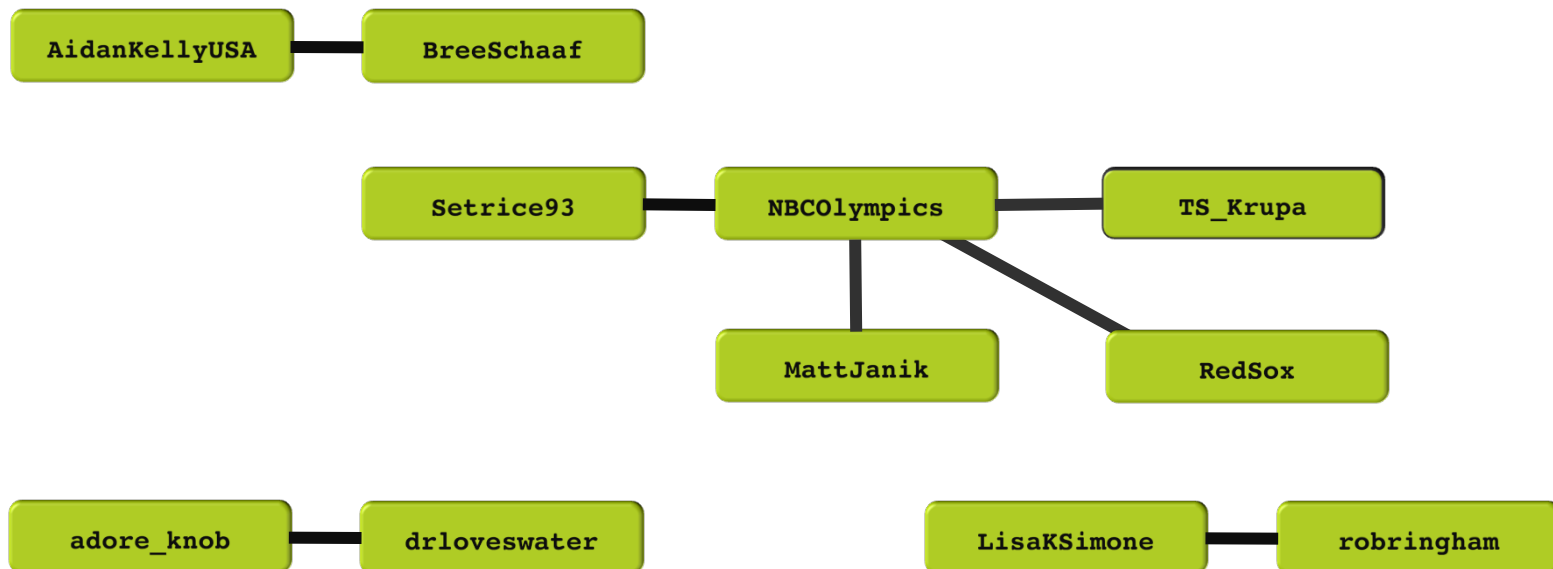 AidanKellyUSA
BreeSchaaf
Setrice93
NBCOlympics
TS_Krupa
MattJanik
RedSox
adore_knob
drloveswater
LisaKSimone
robringham